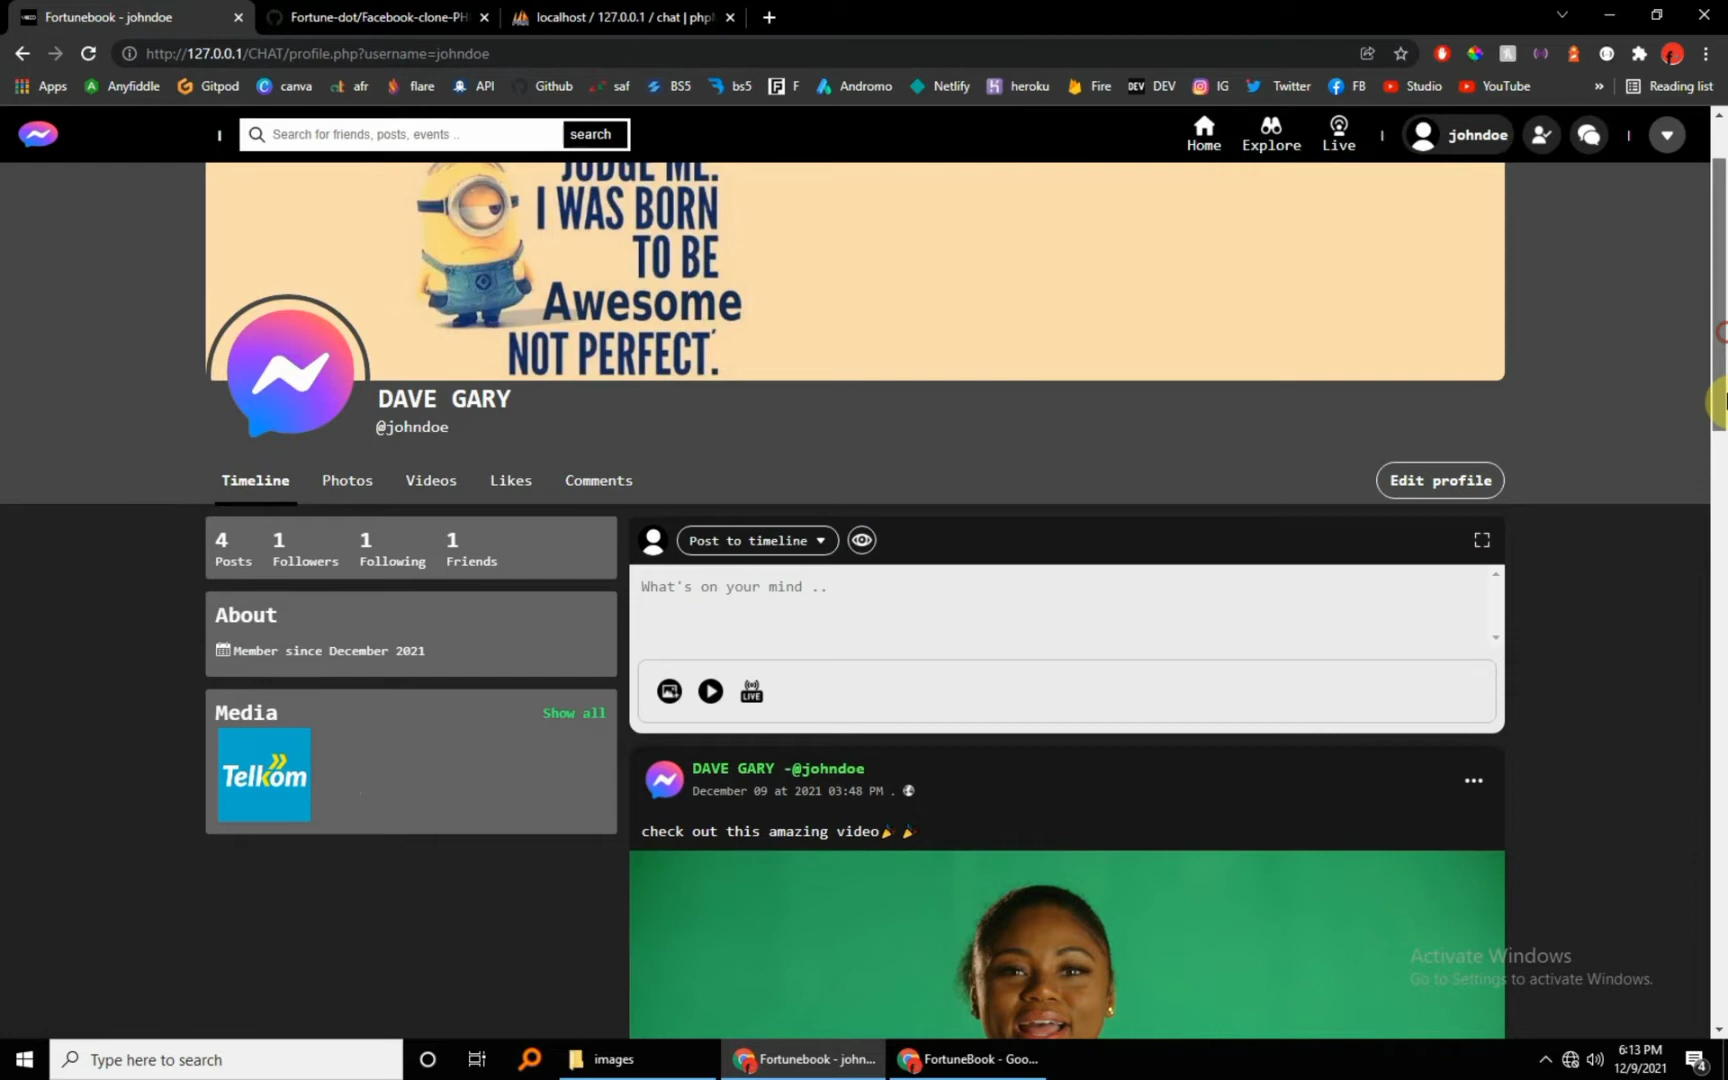 Fortunebook - johndoe
Fortune-dot/Facebook-clone-PH
localhost / 127.0.0.1 / chat | php
http://127.0.0.1/CHAT/profile.php?username=johndoe
Apps Anyfiddle Gitpod canva afr flare API Github saf BS5 bs5 F Andromo Netlify heroku Fire DEV DEV IG Twitter FB Studio YouTube » Reading list
Search for friends, posts, events ..
search
Home Explore Live johndoe
JUDGE ME.
I WAS BORN
TO BE
Awesome
NOT PERFECT.
DAVE GARY
@johndoe
Timeline Photos Videos Likes Comments Edit profile
4 1 1 1
Posts Followers Following Friends
About
Member since December 2021
Media Show all
Telkom
Post to timeline
What's on your mind ..
LIVE
DAVE GARY -@johndoe
December 09 at 2021 03:48 PM .
check out this amazing video
Activate Windows
Go to Settings to activate Windows.
Type here to search
images
Fortunebook - john...
FortuneBook - Goo...
6:13 PM
12/9/2021
4